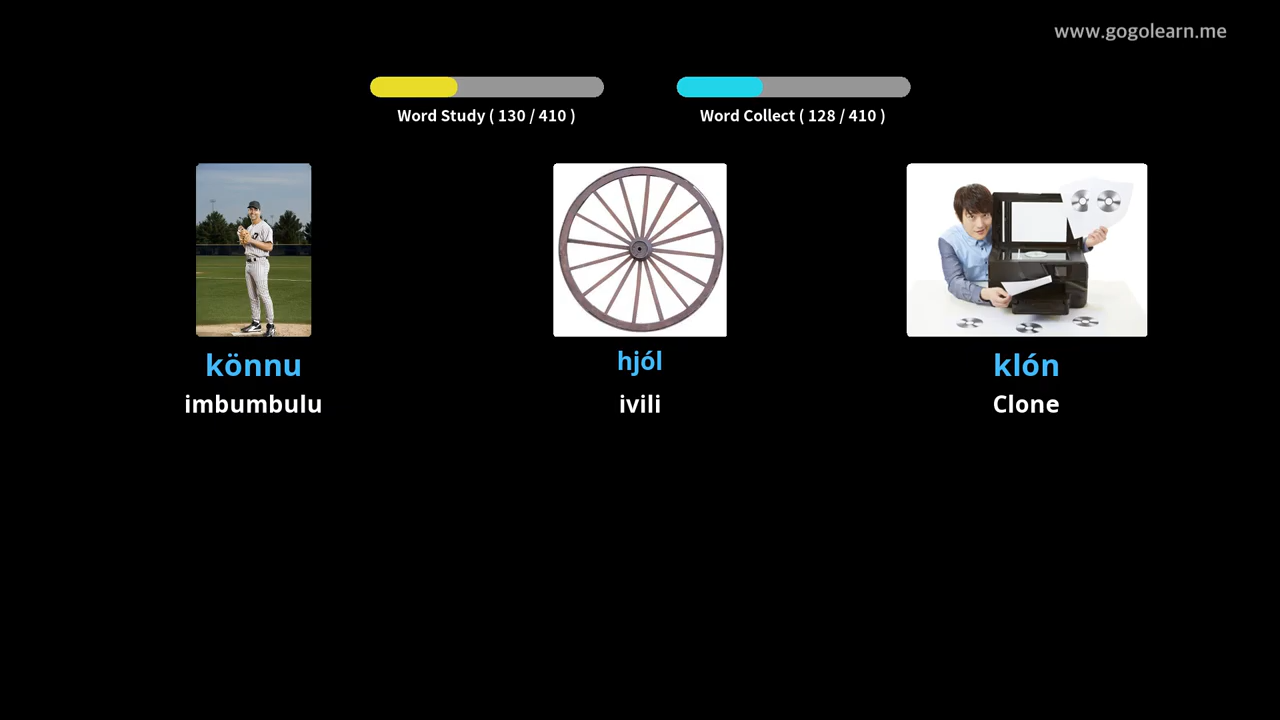 www.gogolearn.me
Word Study ( 130 / 410 )
Word Collect ( 128 / 410 )
könnu
hjól
klón
imbumbulu
ivili
Clone